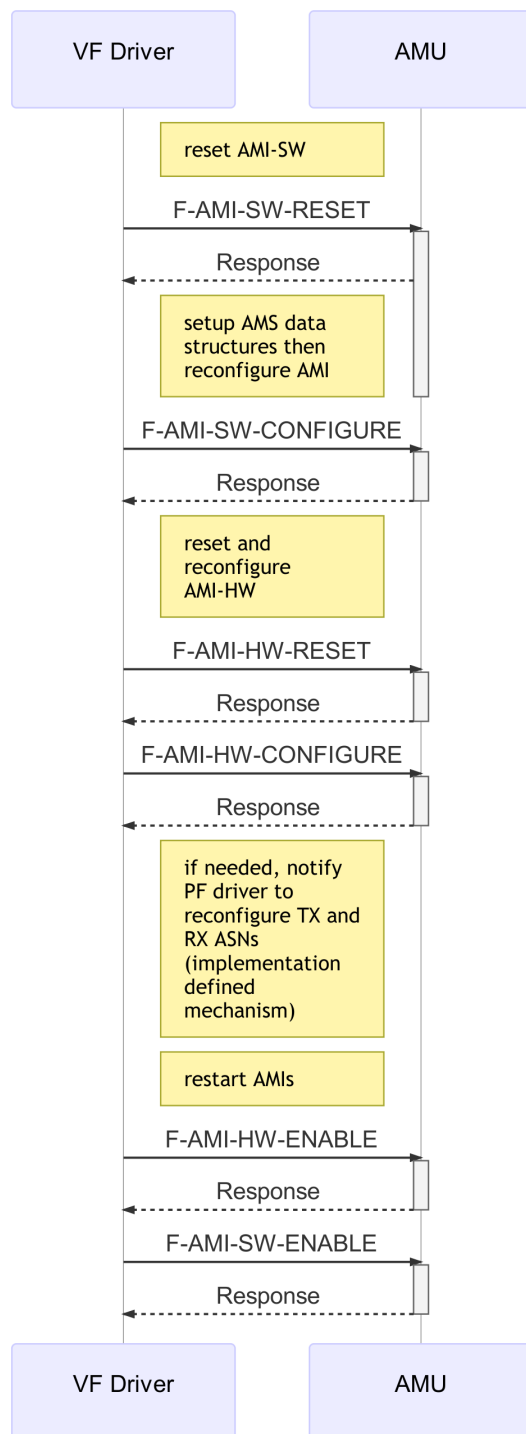 VF Driver
AMU
reset AMI-SW
F-AMI-SW-RESET
Response
setup AMS data
structures then
reconfigure AMI
F-AMI-SW-CONFIGURE
Response
reset and
reconfigure
AMI-HW
F-AMI-HW-RESET
Response
F-AMI-HW-CONFIGURE
Response
if needed, notify
PF driver to
reconfigure TX and
RX ASNs
(implementation
defined
mechanism)
restart AMIs
F-AMI-HW-ENABLE
Response
F-AMI-SW-ENABLE
Response
VF Driver
AMU